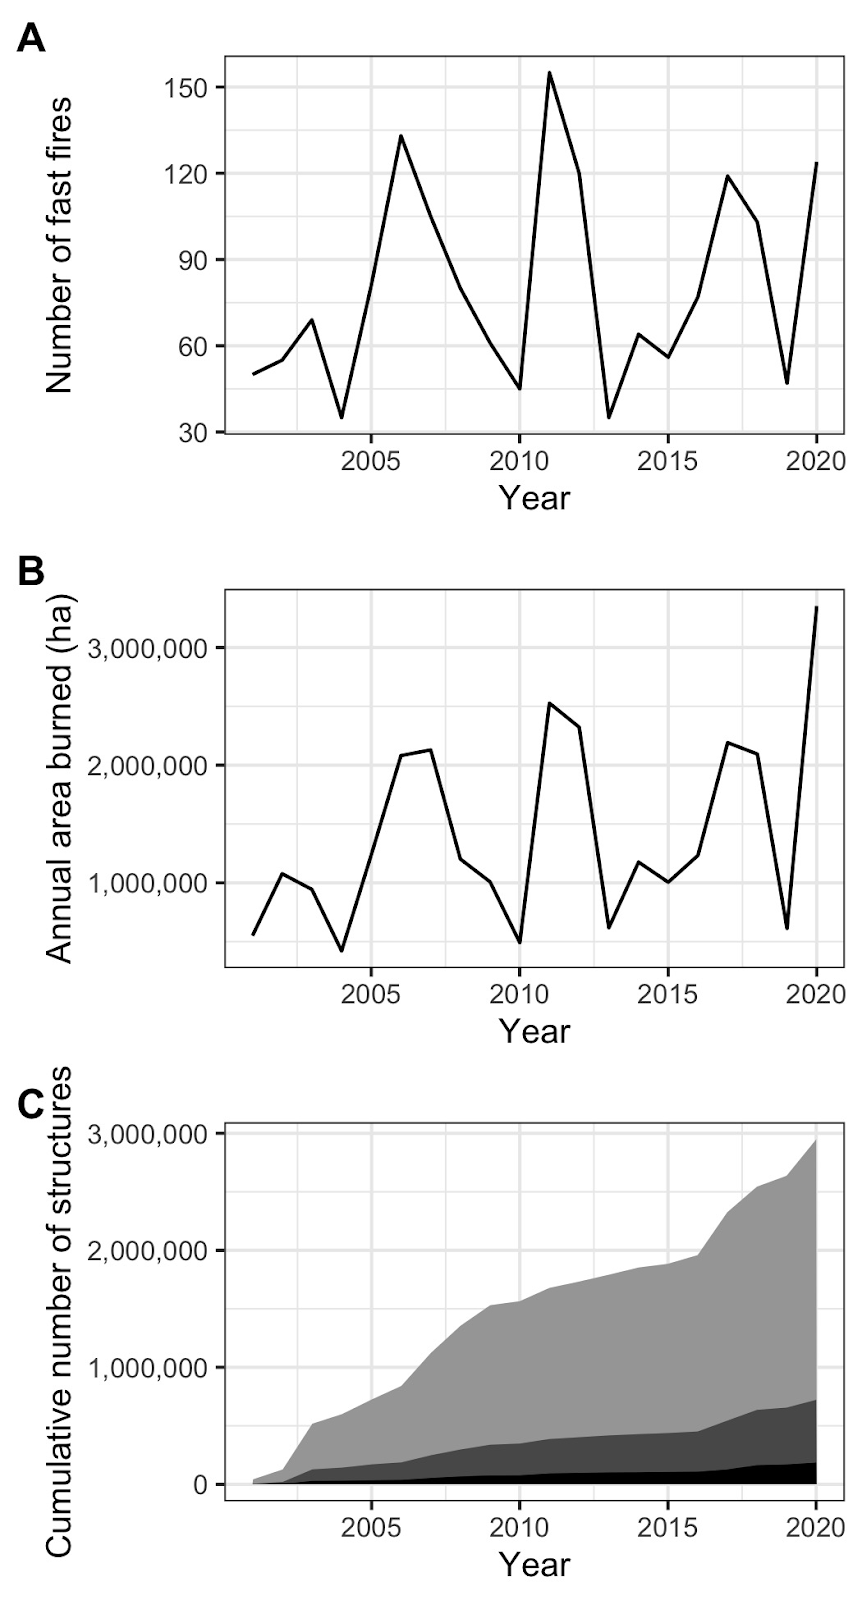 A
Number of fast fires
150
120
90
60
30
2005 2010 2015 2020
Year
B
Annual area burned (ha)
3,000,000
2,000,000
1,000,000
2005 2010 2015 2020
Year
C
Cumulative number of structures
3,000,000
2,000,000
1,000,000
0
2005 2010 2015 2020
Year